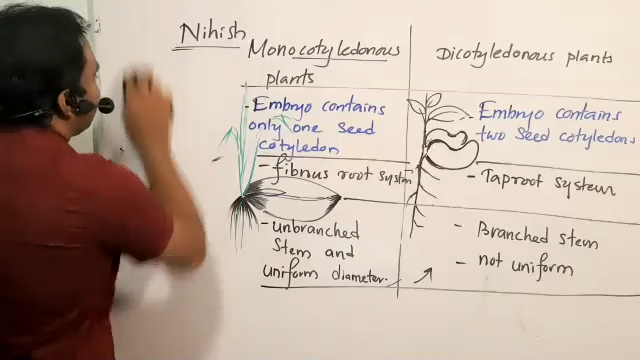 Nihish
Monocotyledonous
plants
- Embryo contains
only one seed
cotyledon
- fibnus root system
- unbranched
stem and
uniform diameter.
Dicotyledonous plants
- Embryo contains
two seed cotyledons
- Taproot system
- Branched stem
- not uniform